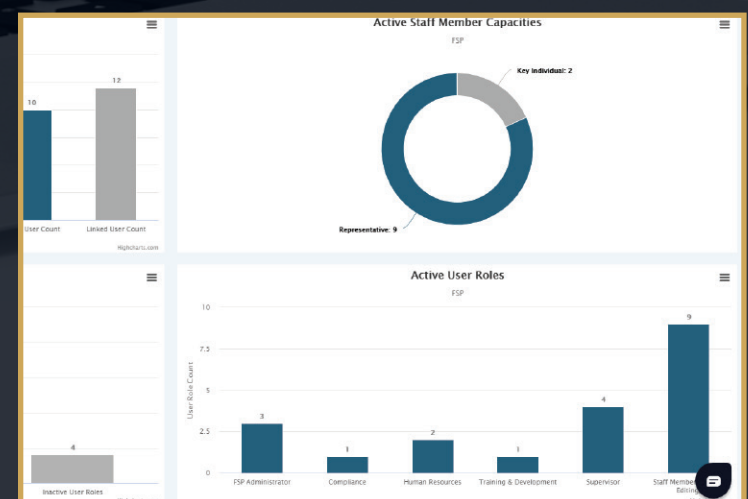 Active Staff Member Capacities
FSP
Key Individual: 2
Representative: 9
10
12
User Count
Linked User Count
Highcharts.com
Active User Roles
FSP
User Role Count
10
7.5
5
2.5
0
3
1
2
1
4
9
FSP Administrator
Compliance
Human Resources
Training & Development
Supervisor
Staff Member
Editing
4
Inactive User Roles